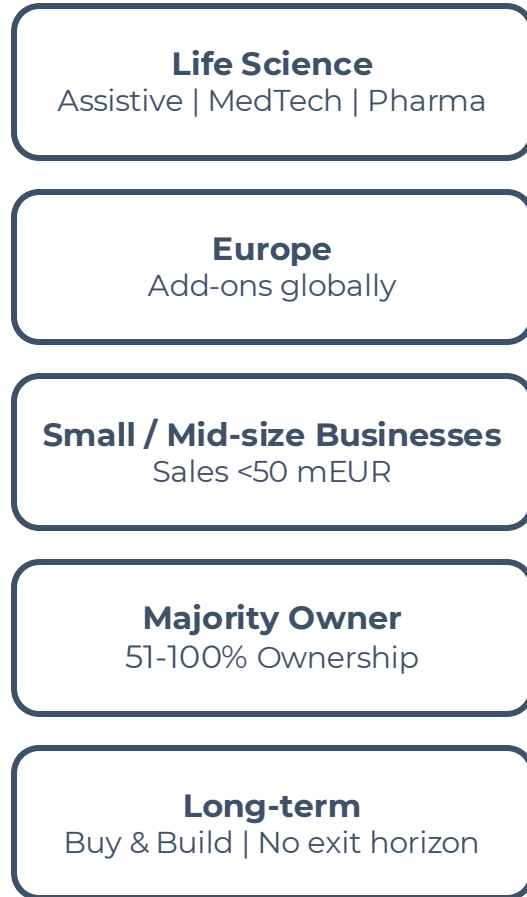 Life Science
Assistive | MedTech | Pharma
Europe
Add-ons globally
Small / Mid-size Businesses
Sales <50 mEUR
Majority Owner
51-100% Ownership
Long-term
Buy & Build | No exit horizon